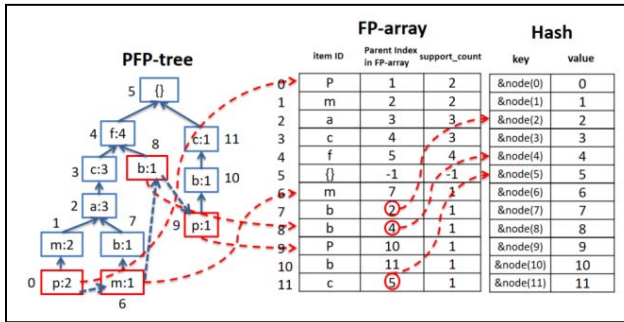 FP-array
Hash
PFP-tree
item ID
Parent Index in FP-array
support_count
key
value
5 {}
4 f:4
8
c:1 11
3 c:3
b:1
b:1 10
2 a:3
9 p:1
1
7
m:2
b:1
0 p:2
m:1
6
0 P 1 2
1 m 2 2
2 a 3 3
3 c 4 3
4 f 5 4
5 {} -1 -1
6 m 7 1
7 b 2 1
8 b 4 1
9 P 10 1
10 b 11 1
11 c 5 1
&node(0) 0
&node(1) 1
&node(2) 2
&node(3) 3
&node(4) 4
&node(5) 5
&node(6) 6
&node(7) 7
&node(8) 8
&node(9) 9
&node(10) 10
&node(11) 11